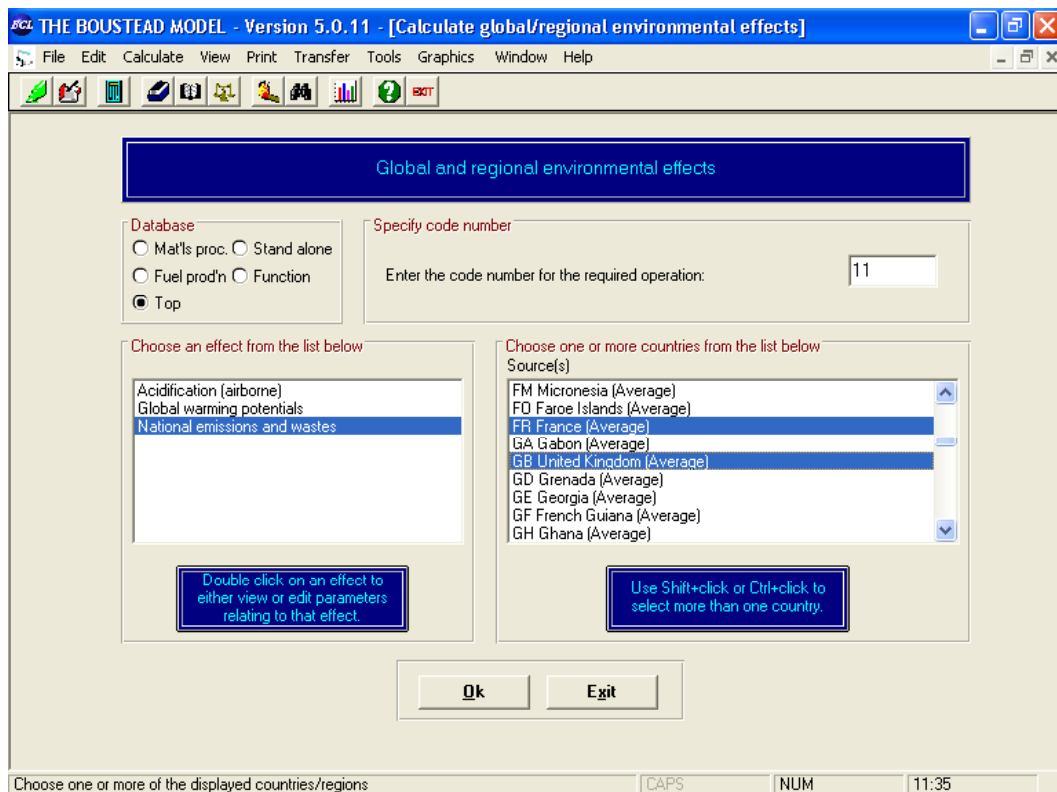 BCL THE BOUSTEAD MODEL - Version 5.0.11 - [Calculate global/regional environmental effects]
File Edit Calculate View Print Transfer Tools Graphics Window Help
EXIT
Global and regional environmental effects
Database
Mat'ls proc. Stand alone
Fuel prod'n Function
Top
Specify code number
Enter the code number for the required operation: 11
Choose an effect from the list below
Acidification (airborne)
Global warming potentials
National emissions and wastes
Double click on an effect to
either view or edit parameters
relating to that effect.
Choose one or more countries from the list below
Source(s)
FM Micronesia (Average)
FO Faroe Islands (Average)
FR France (Average)
GA Gabon (Average)
GB United Kingdom (Average)
GD Grenada (Average)
GE Georgia (Average)
GF French Guiana (Average)
GH Ghana (Average)
Use Shift+click or Ctrl+click to
select more than one country.
Ok Exit
Choose one or more of the displayed countries/regions CAPS NUM 11:35